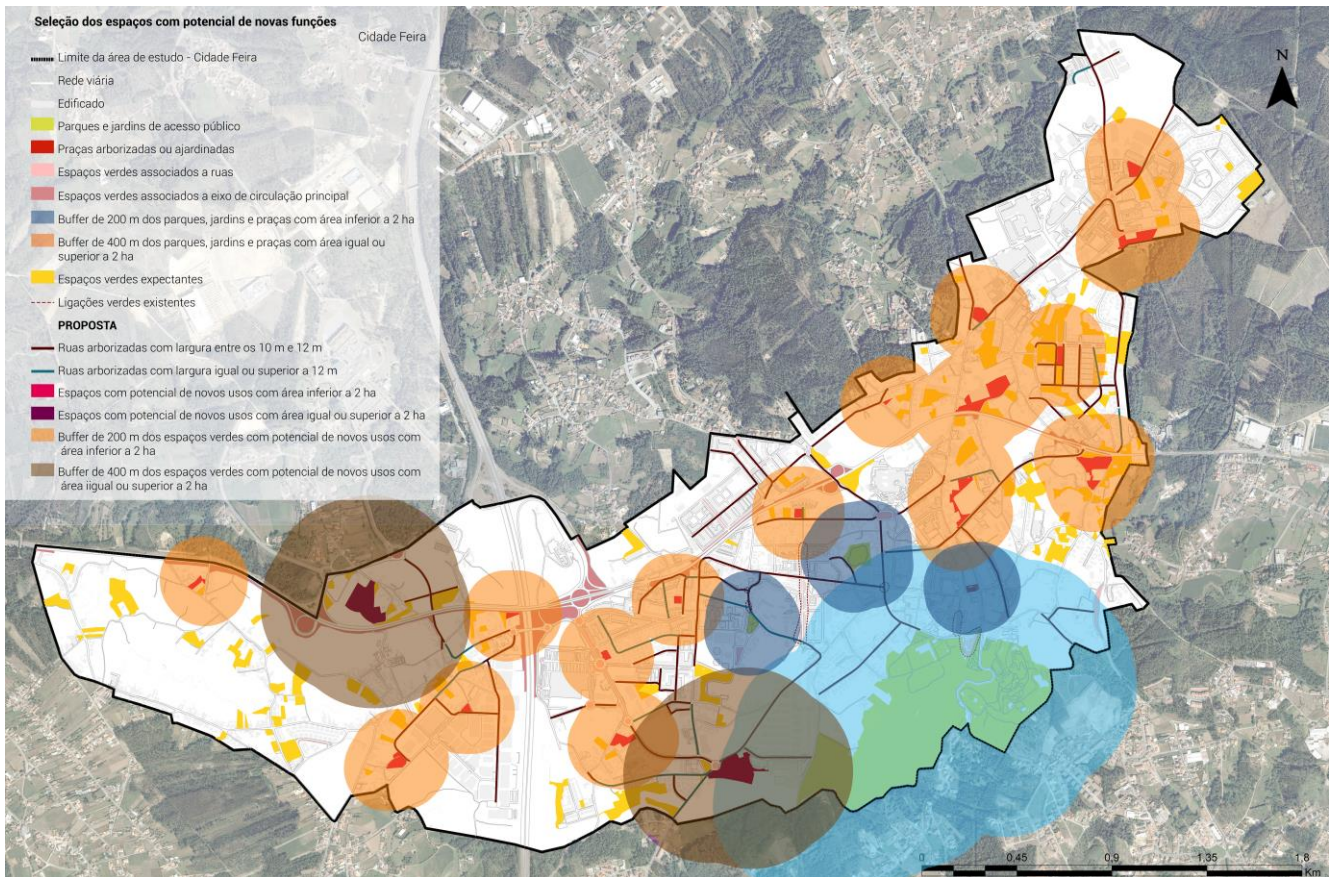 Seleção dos espaços com potencial de novas funções
Cidade Feira
Limite da área de estudo - Cidade Feira
Rede viária
Edificado
Parques e jardins de acesso público
Praças arborizadas ou ajardinadas
Espaços verdes associados a ruas
Espaços verdes associados a eixo de circulação principal
Buffer de 200 m dos parques, jardins e praças com área inferior a 2 ha
Buffer de 400 m dos parques, jardins e praças com área igual ou
superior a 2 ha
Espaços verdes expectantes
Ligações verdes existentes
PROPOSTA
Ruas arborizadas com largura entre os 10 m e 12 m
Ruas arborizadas com largura igual ou superior a 12 m
Espaços com potencial de novos usos com área inferior a 2 ha
Espaços com potencial de novos usos com área igual ou superior a 2 ha
Buffer de 200 m dos espaços verdes com potencial de novos usos com
área inferior a 2 ha
Buffer de 400 m dos espaços verdes com potencial de novos usos com
área iigual ou superior a 2 ha
N
0 0,45 0,9 1,35 1,8
Km